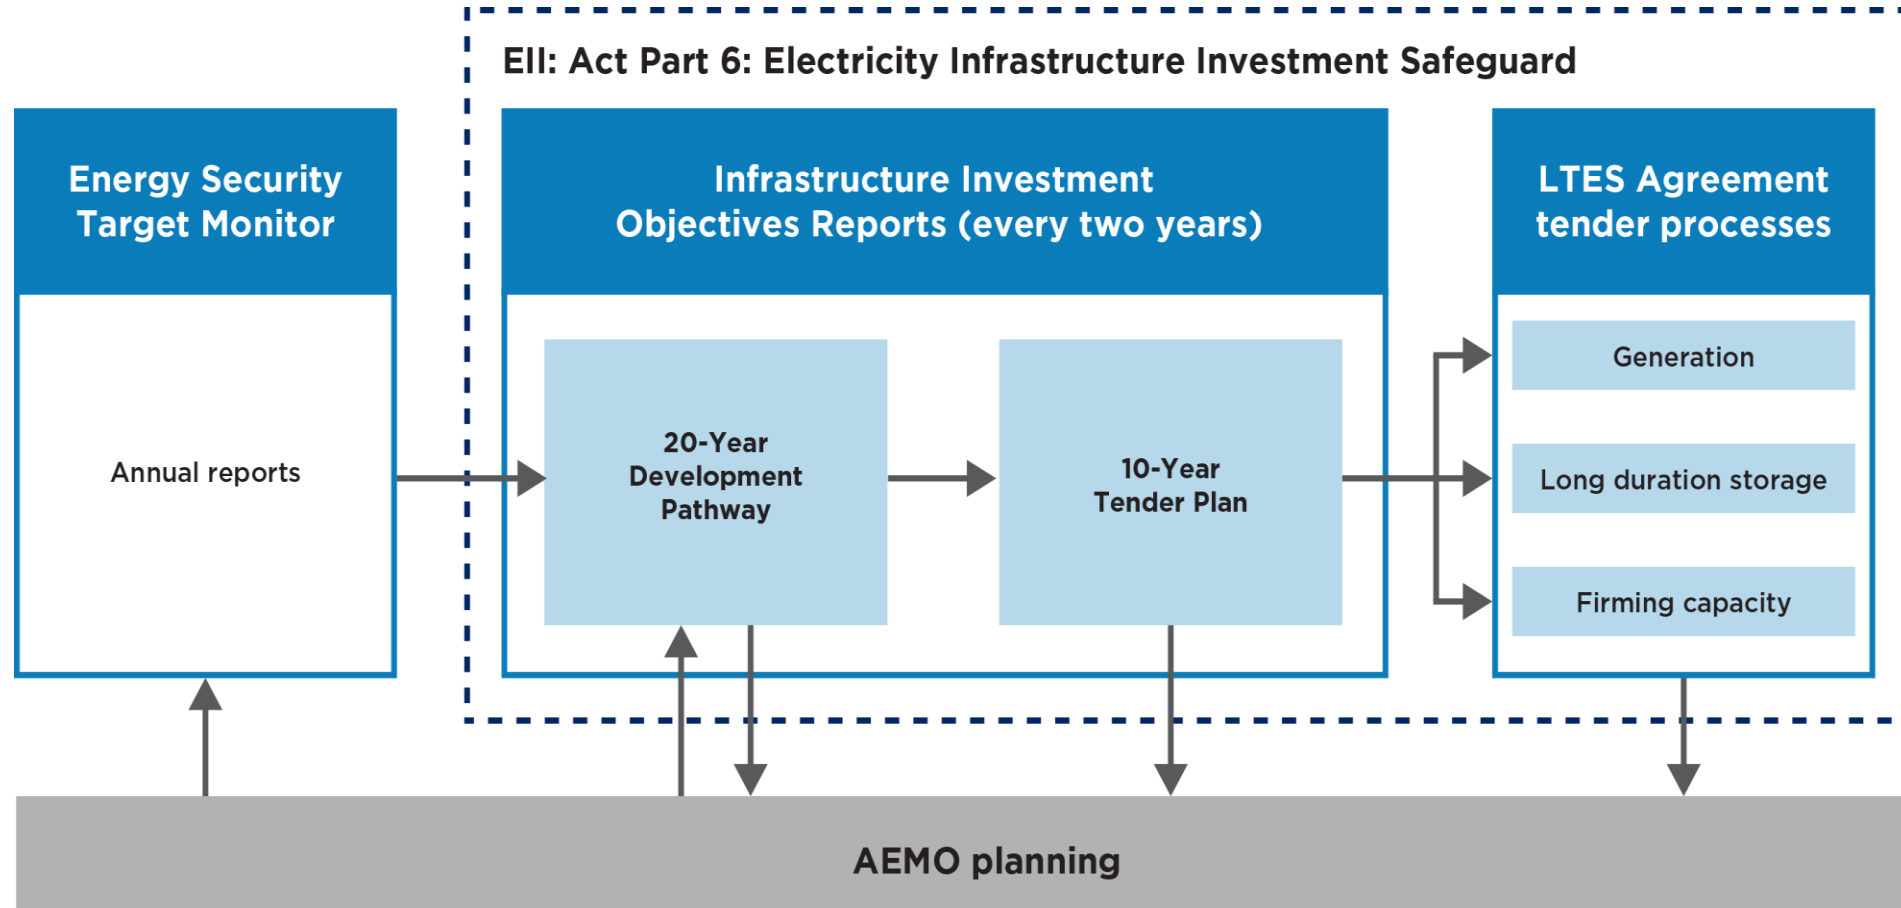 EII: Act Part 6: Electricity Infrastructure Investment Safeguard
Energy Security
Target Monitor
Annual reports
Infrastructure Investment
Objectives Reports (every two years)
20-Year
Development
Pathway
10-Year
Tender Plan
LTES Agreement
tender processes
Generation
Long duration storage
Firming capacity
AEMO planning